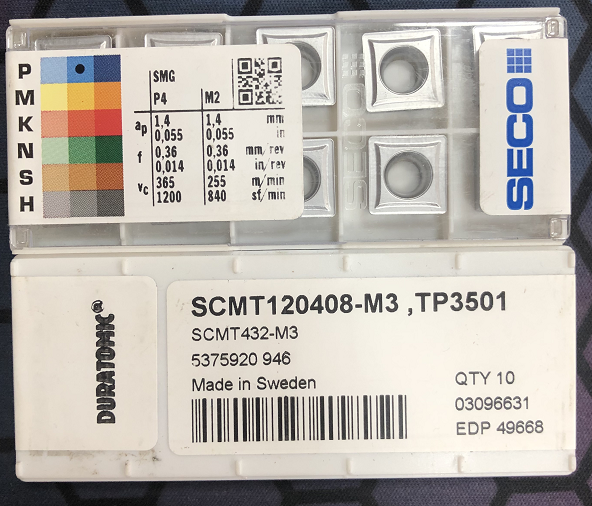 P
M
K
N
S
H
SMG
P4 M2
ap 1,4 1,4 mm
0,055 0,055 in
f 0,36 0,36 mm/rev
0,014 0,014 in/rev
vc 365 255 m/min
1200 840 sf/min
SECO
SECO
DURATOMIC®
SCMT120408-M3 ,TP3501
SCMT432-M3
5375920 946
Made in Sweden
QTY 10
03096631
EDP 49668